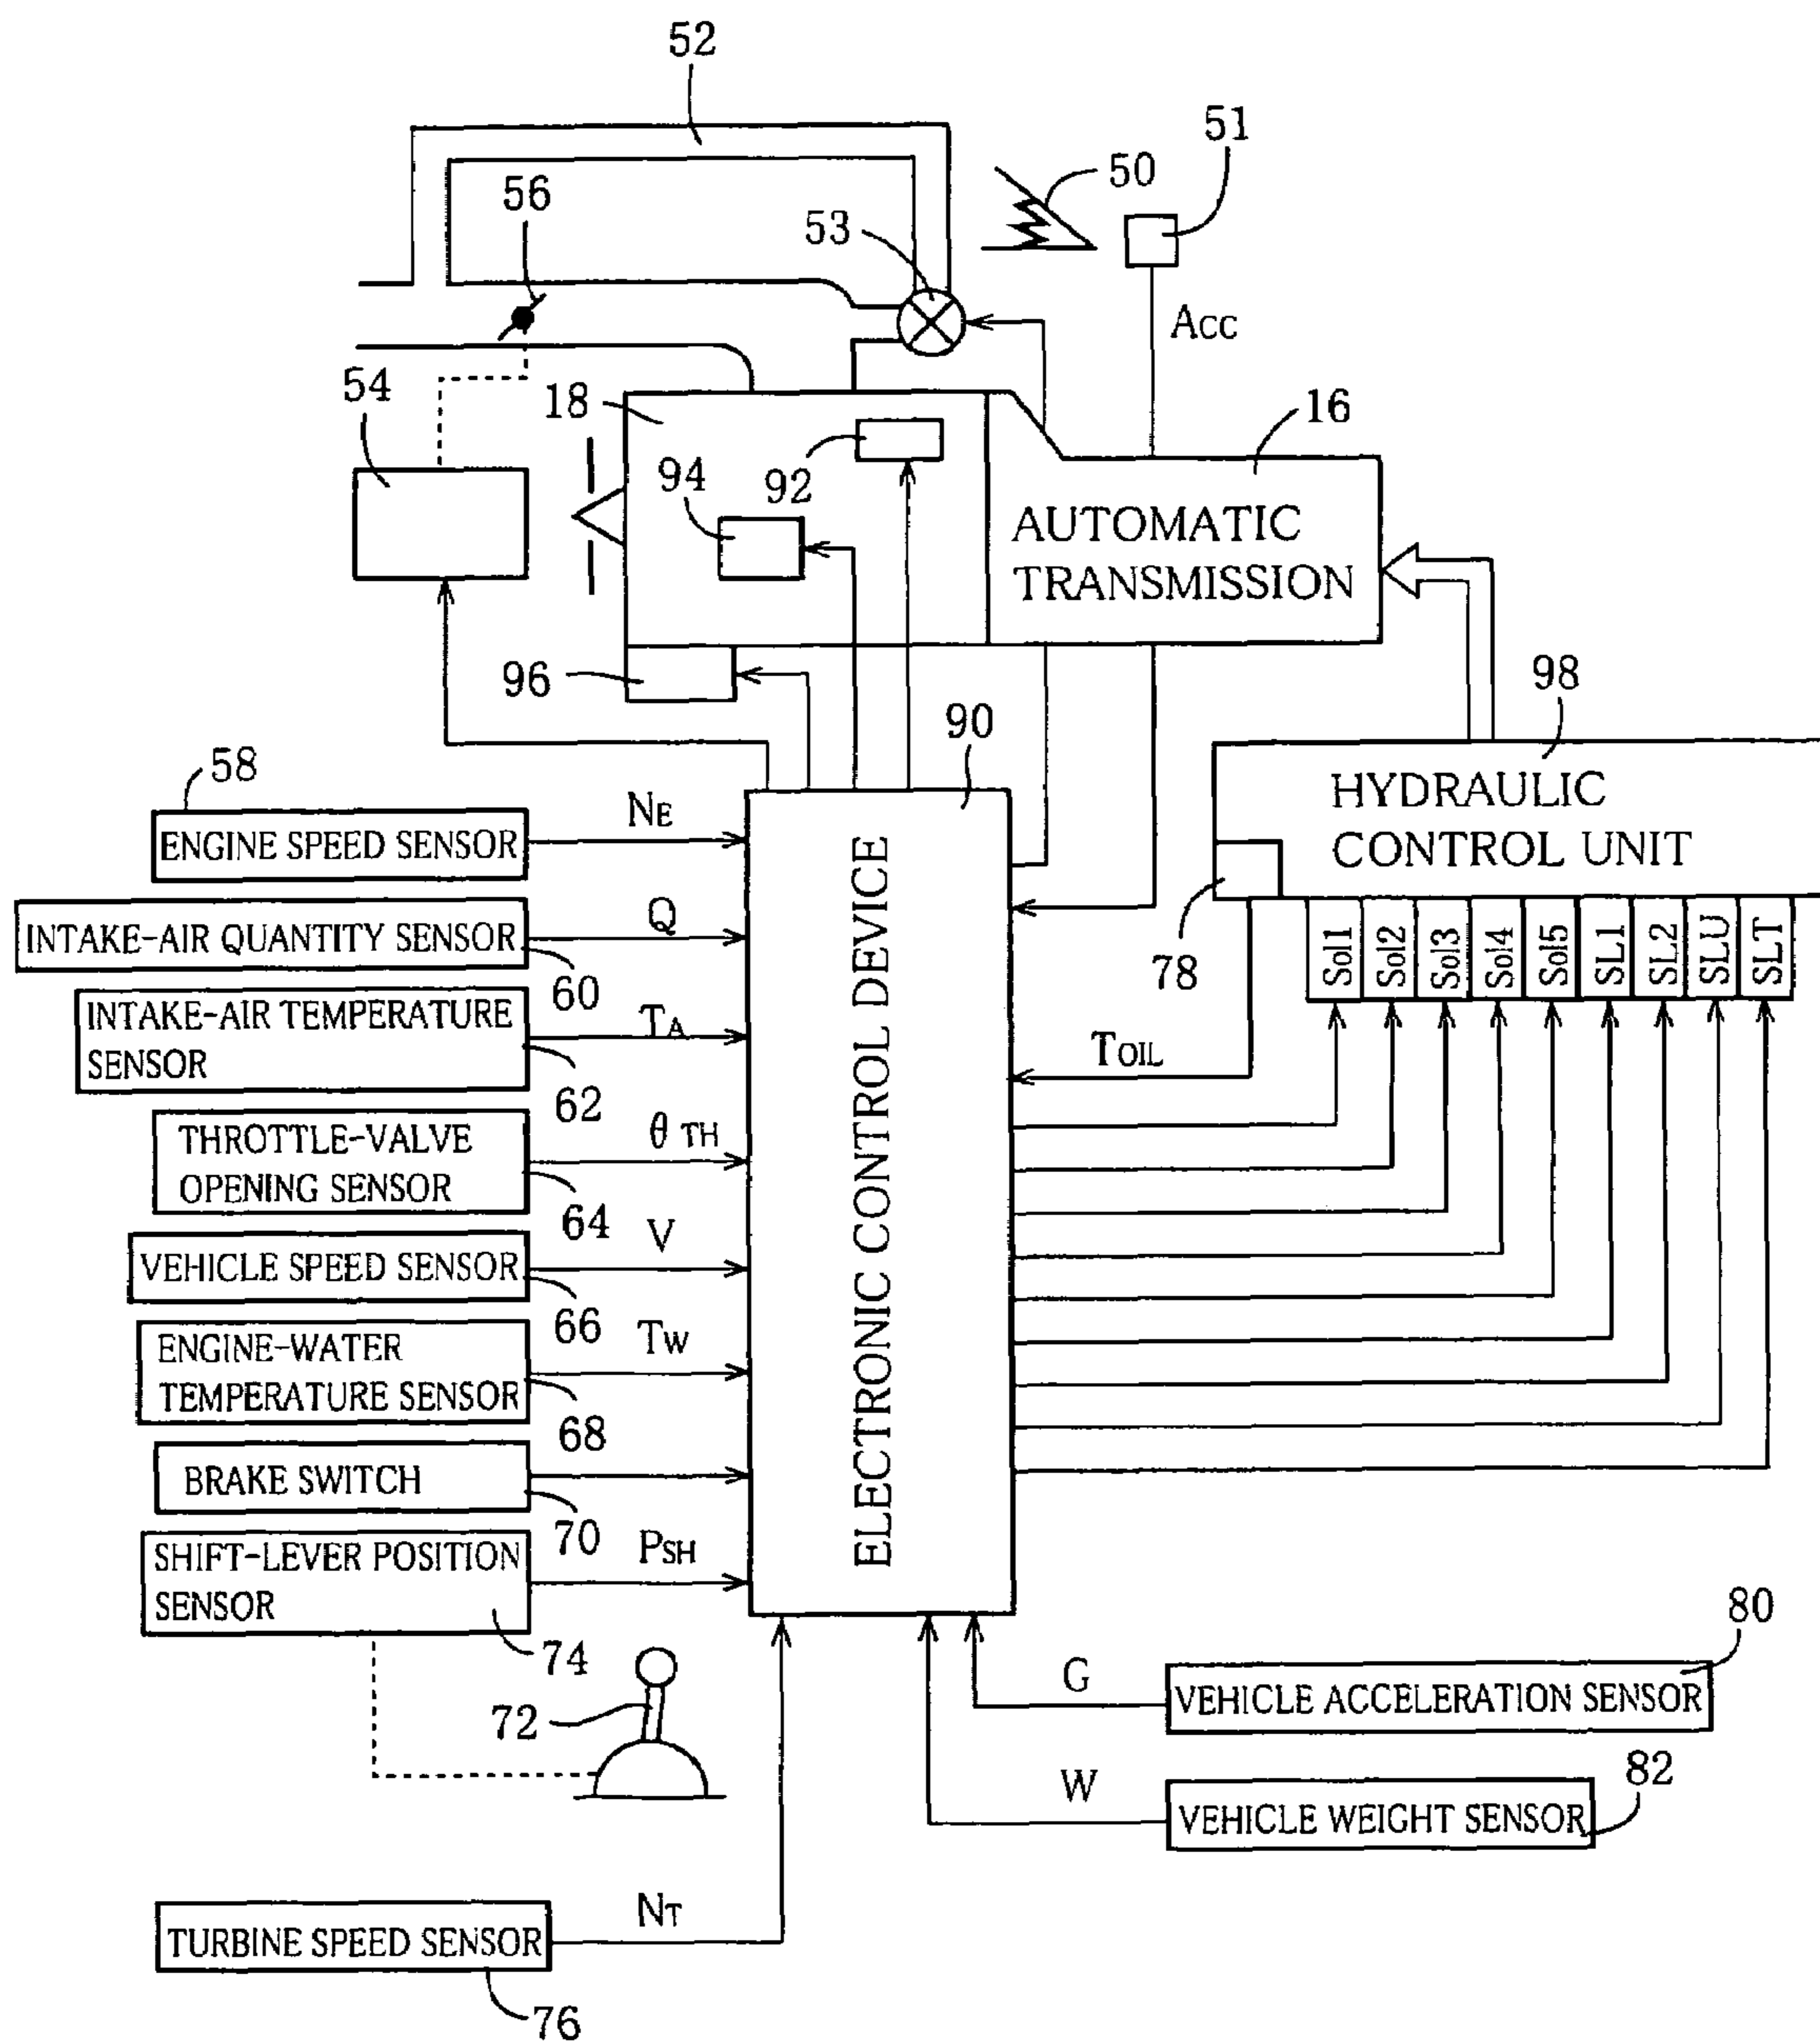 52
51
50
56
53
Acc
54
18
16
92
94
AUTOMATIC
TRANSMISSION
96
98
90
58
HYDRAULIC
CONTROL UNIT
ENGINE SPEED SENSOR
NE
78
INTAKE-AIR QUANTITY SENSOR
Q
60
Sol1
Sol2
Sol3
Sol4
Sol5
SL1
SL2
SLU
SLT
INTAKE-AIR TEMPERATURE
SENSOR
TA
62
TOIL
ELECTRONIC CONTROL DEVICE
THROTTLE-VALVE
OPENING SENSOR
θ TH
64
VEHICLE SPEED SENSOR
V
66
ENGINE-WATER
TEMPERATURE SENSOR
TW
68
BRAKE SWITCH
70
SHIFT-LEVER POSITION
SENSOR
PSH
74
72
80
G
VEHICLE ACCELERATION SENSOR
82
W
VEHICLE WEIGHT SENSOR
TURBINE SPEED SENSOR
NT
76